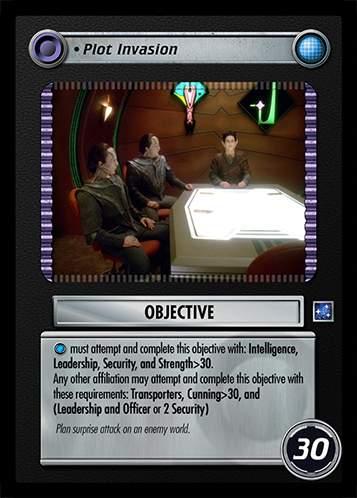 • Plot Invasion
OBJECTIVE
must attempt and complete this objective with: Intelligence,
Leadership, Security, and Strength>30.
Any other affiliation may attempt and complete this objective with
these requirements: Transporters, Cunning>30, and
(Leadership and Officer or 2 Security)
Plan surprise attack on an enemy world.
30